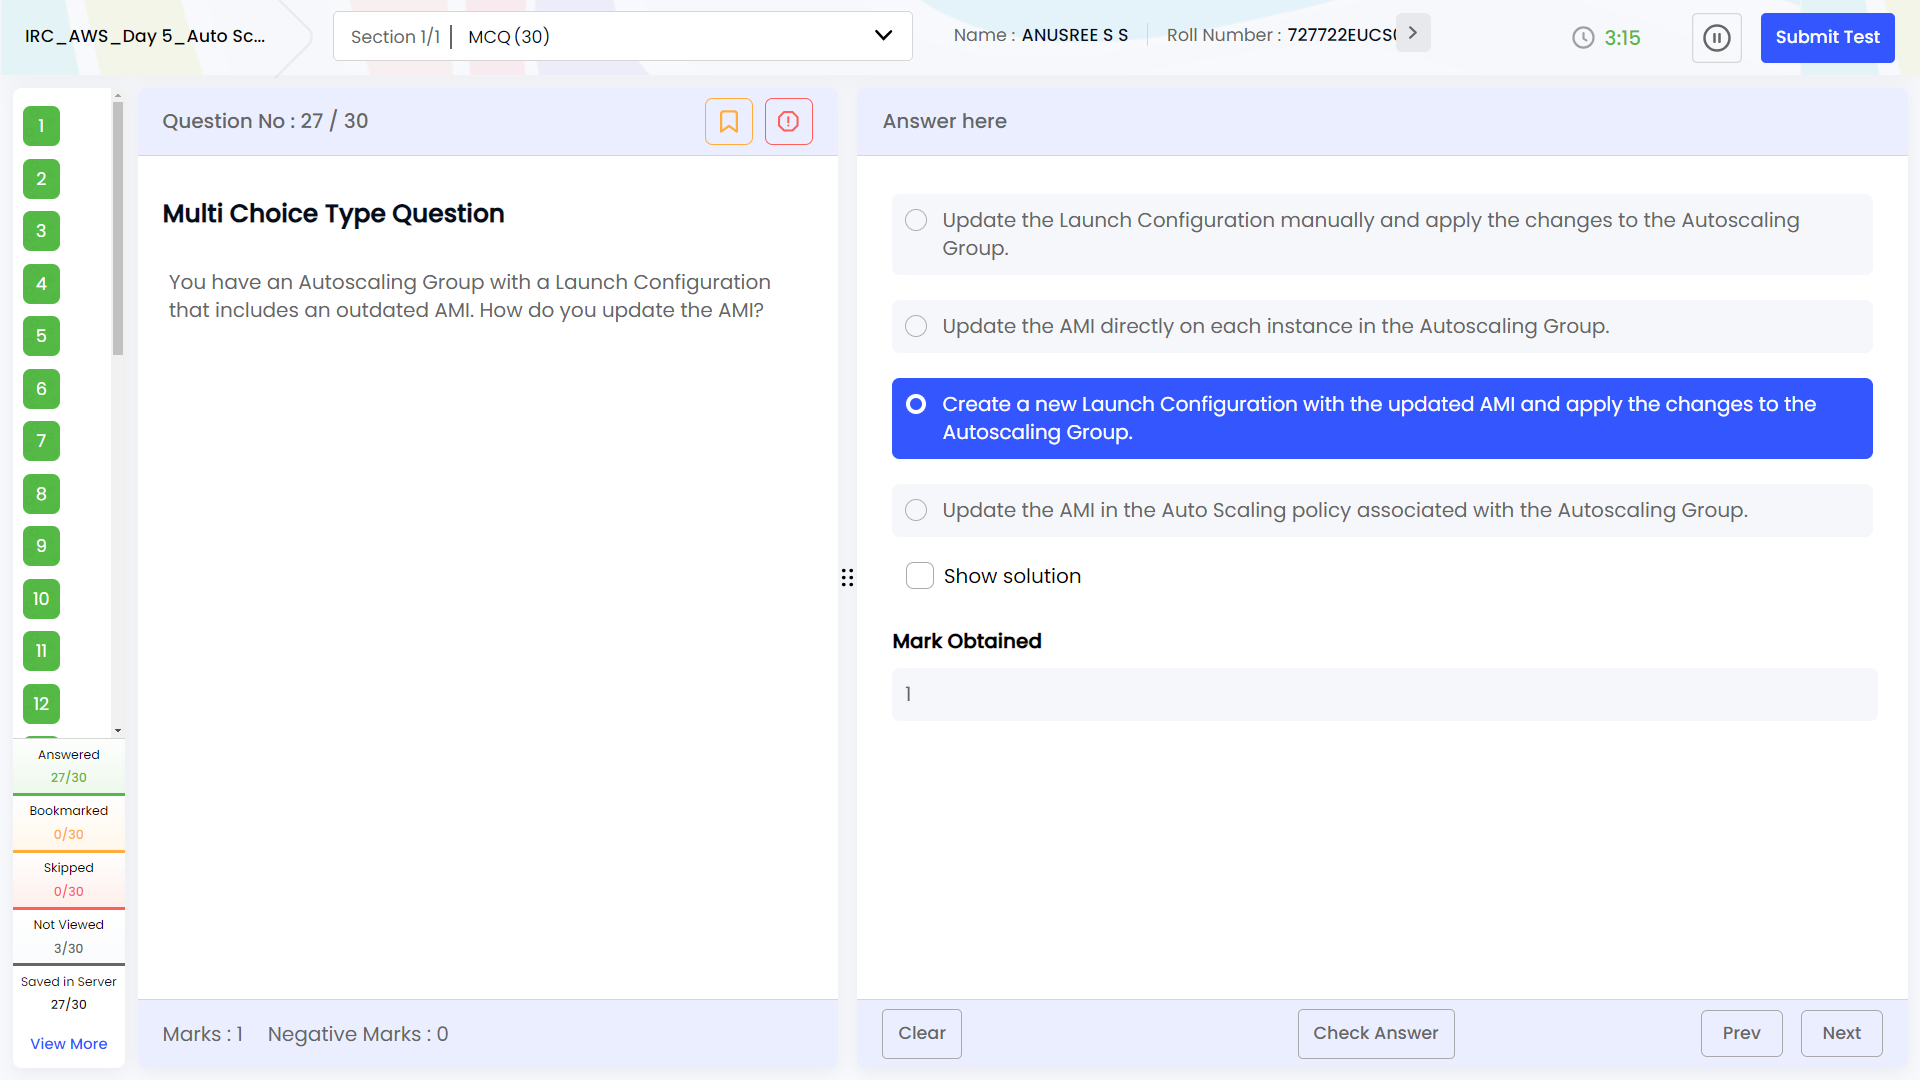 IRC_AWS_Day 5_Auto Sc...
Section 1/1 | MCQ (30)
Name : ANUSREE S S
Roll Number : 727722EUCS
3:15
Submit Test
1
2
3
4
5
6
7
8
9
10
11
12
Answered
27/30
Bookmarked
0/30
Skipped
0/30
Not Viewed
3/30
Saved in Server
27/30
View More
Question No : 27 / 30
Multi Choice Type Question
You have an Autoscaling Group with a Launch Configuration
that includes an outdated AMI. How do you update the AMI?
Marks : 1 Negative Marks : 0
Answer here
Update the Launch Configuration manually and apply the changes to the Autoscaling
Group.
Update the AMI directly on each instance in the Autoscaling Group.
Create a new Launch Configuration with the updated AMI and apply the changes to the
Autoscaling Group.
Update the AMI in the Auto Scaling policy associated with the Autoscaling Group.
Show solution
Mark Obtained
1
Clear
Check Answer
Prev
Next